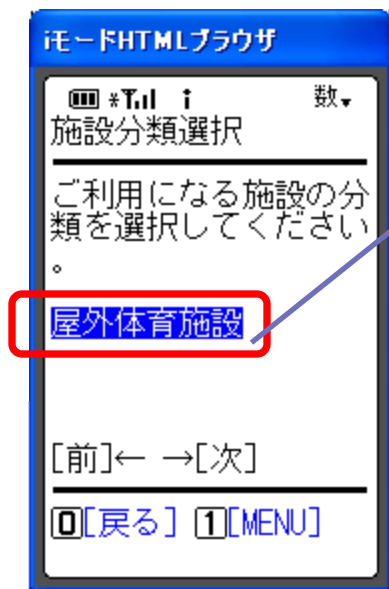 iモードHTMLブラウザ
i 数▼
施設分類選択
ご利用になる施設の分
類を選択してください
。
屋外体育施設
[前]← →[次]
0[戻る] 1[MENU]